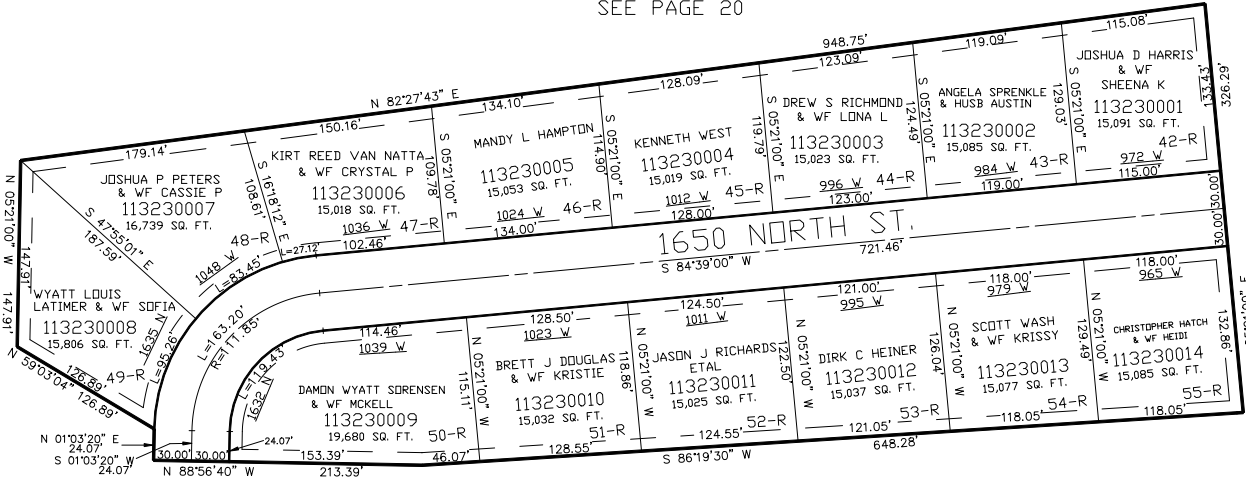 SEE PAGE 20
948.75'
N 82°27'43" E
179.14'
150.16'
134.10'
128.09'
123.09'
119.09'
115.08'
133.43'
326.29'
JOSHUA P PETERS
& WF CASSIE P
113230007
16,739 SQ. FT.
48-R
1048 W
L=83.45'
S 16°18'12" E
108.61'
KIRT REED VAN NATTA
& WF CRYSTAL P
113230006
15,018 SQ. FT.
1036 W
47-R
L=27.12'
102.46'
S 05°21'00" E
109.78'
MANDY L HAMPTON
113230005
15,053 SQ. FT.
1024 W
46-R
134.00'
S 05°21'00" E
114.90'
KENNETH WEST
113230004
15,019 SQ. FT.
1012 W
45-R
128.00'
S 05°21'00" E
119.79'
DREW S RICHMOND
& WF LONA L
113230003
15,023 SQ. FT.
996 W
44-R
123.00'
S 05°21'00" E
124.49'
ANGELA SPRENKLE
& HUSB AUSTIN
113230002
15,085 SQ. FT.
984 W
43-R
119.00'
S 05°21'00" E
129.03'
JOSHUA D HARRIS
& WF
SHEENA K
113230001
15,091 SQ. FT.
42-R
972 W
115.00'
N 05°21'00" W
147.91'
147.91'
S 47°55'01" E
187.59'
WYATT LOUIS
LATIMER & WF SOFIA
113230008
15,806 SQ. FT.
1635 N
49-R
L=95.26'
N 59°03'04" E
126.89'
126.89'
L=163.20'
R=111.85'
1650 NORTH ST.
S 84°39'00" W
721.46'
30.00'
30.00'
L=119.43'
1632 N
114.46'
1039 W
DAMON WYATT SORENSEN
& WF MCKELL
113230009
19,680 SQ. FT.
50-R
153.39'
46.07'
N 05°21'00" W
115.11'
128.50'
1023 W
BRETT J DOUGLAS
& WF KRISTIE
113230010
15,032 SQ. FT.
51-R
128.55'
N 05°21'00" W
118.86'
124.50'
1011 W
JASON J RICHARDS
ETAL
113230011
15,025 SQ. FT.
52-R
124.55'
N 05°21'00" W
122.50'
121.00'
995 W
DIRK C HEINER
113230012
15,037 SQ. FT.
53-R
121.05'
N 05°21'00" W
126.04'
118.00'
979 W
SCOTT WASH
& WF KRISSY
113230013
15,077 SQ. FT.
54-R
118.05'
N 05°21'00" W
129.49'
118.00'
965 W
CHRISTOPHER HATCH
& WF HEIDI
113230014
15,085 SQ. FT.
55-R
118.05'
132.86'
N 01°03'20" E
24.07'
S 01°03'20" W
24.07'
24.07'
30.00'
30.00'
N 88°56'40" W
213.39'
S 86°19'30" W
648.28'